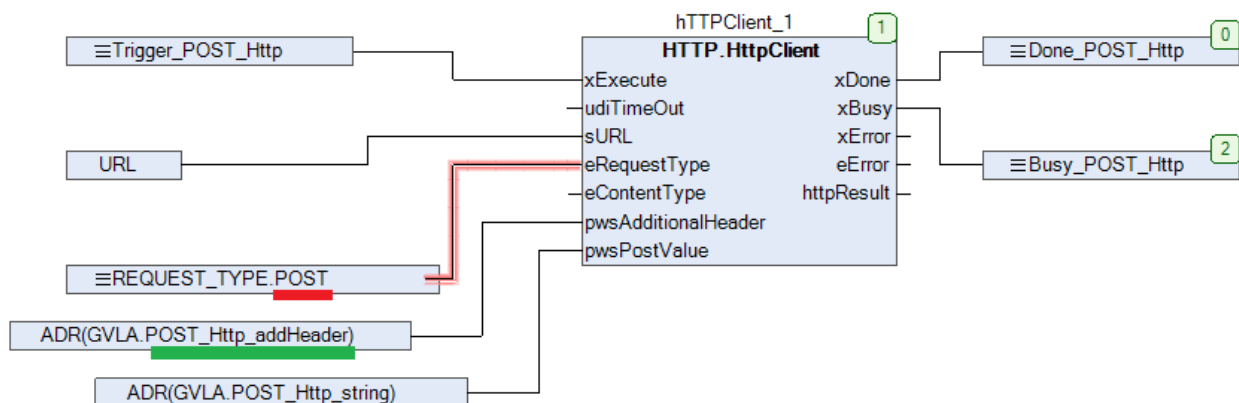 hTTPClient_1
1
HTTP.HttpClient
Trigger_POST_Http
xExecute
xDone
Done_POST_Http
0
udiTimeOut
xBusy
URL
sURL
xError
eRequestType
eError
Busy_POST_Http
2
eContentType
httpResult
pwsAdditionalHeader
pwsPostValue
REQUEST_TYPE.POST
ADR(GVLA.POST_Http_addHeader)
ADR(GVLA.POST_Http_string)